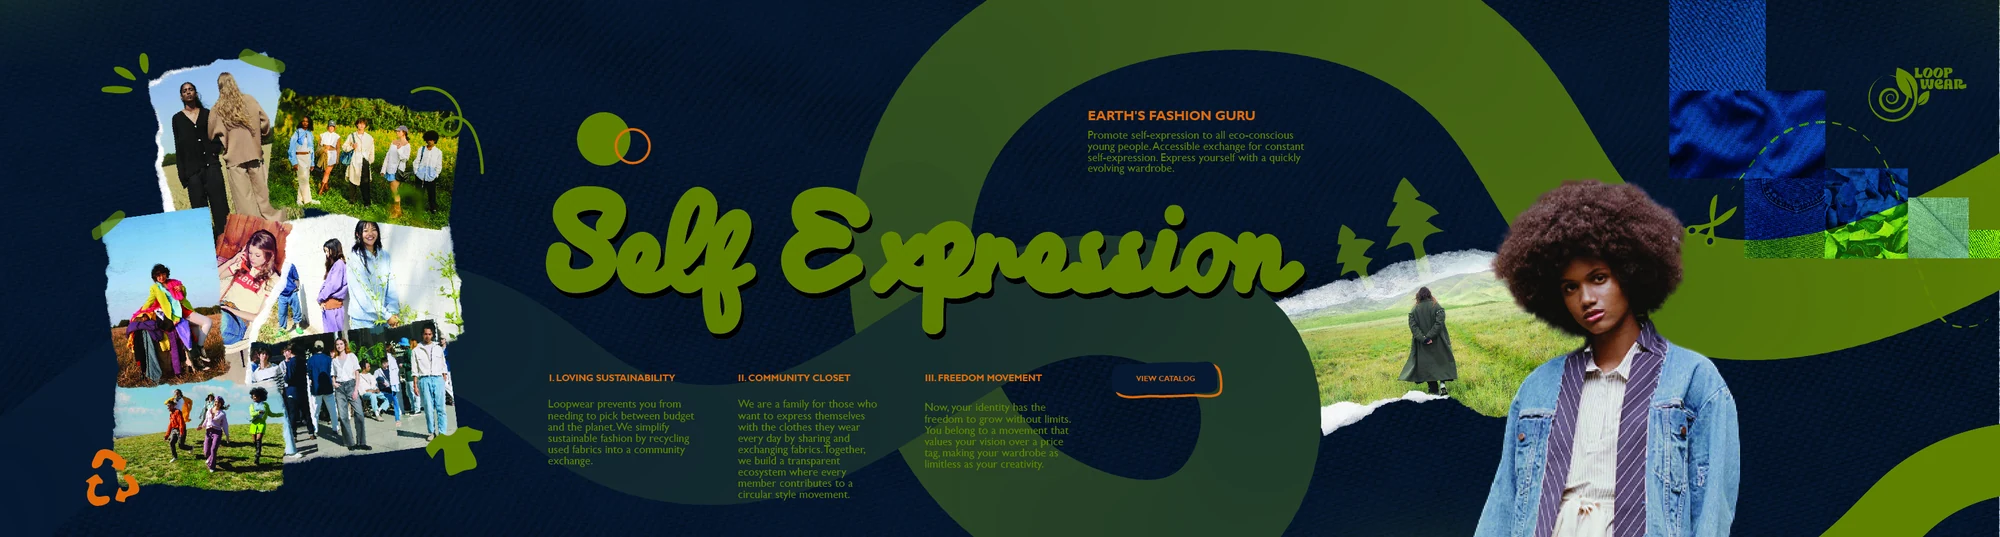 LOOP
WEAR
EARTH'S FASHION GURU
Promote self-expression to all eco-conscious
young people. Accessible exchange for constant
self-expression. Express yourself with a quickly
evolving wardrobe.
Self Expression
I. LOVING SUSTAINABILITY
Loopwear prevents you from
needing to pick between budget
and the planet. We simplify
sustainable fashion by recycling
used fabrics into a community
exchange.
II. COMMUNITY CLOSET
We are a family for those who
want to express themselves
with the clothes they wear
every day by sharing and
exchanging fabrics. Together,
we build a transparent
ecosystem where every
member contributes to a
circular style movement.
III. FREEDOM MOVEMENT
Now, your identity has the
freedom to grow without limits.
You belong to a movement that
values your vision over a price
tag, making your wardrobe as
limitless as your creativity.
VIEW CATALOG